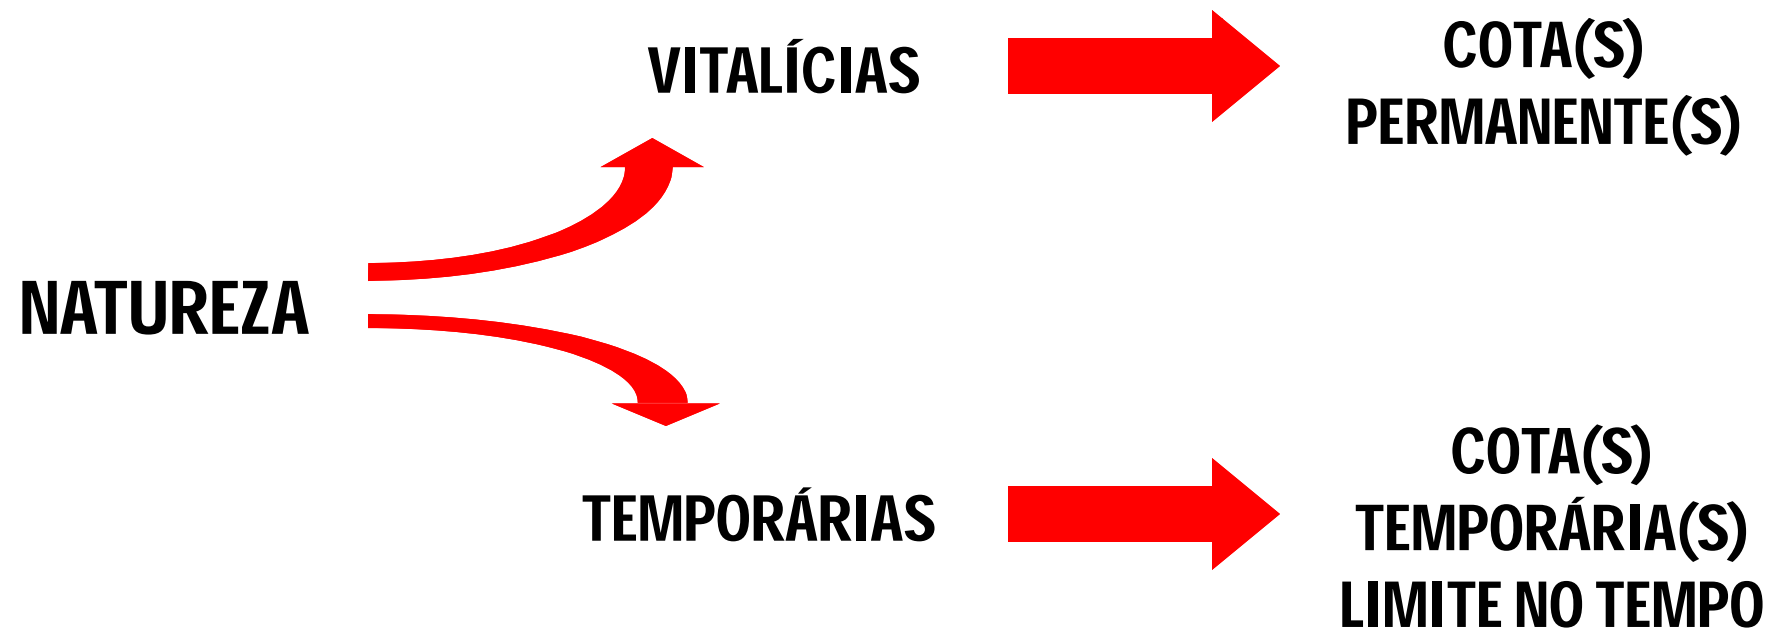 NATUREZA
VITALÍCIAS
COTA(S)
PERMANENTE(S)
TEMPORÁRIAS
COTA(S)
TEMPORÁRIA(S)
LIMITE NO TEMPO